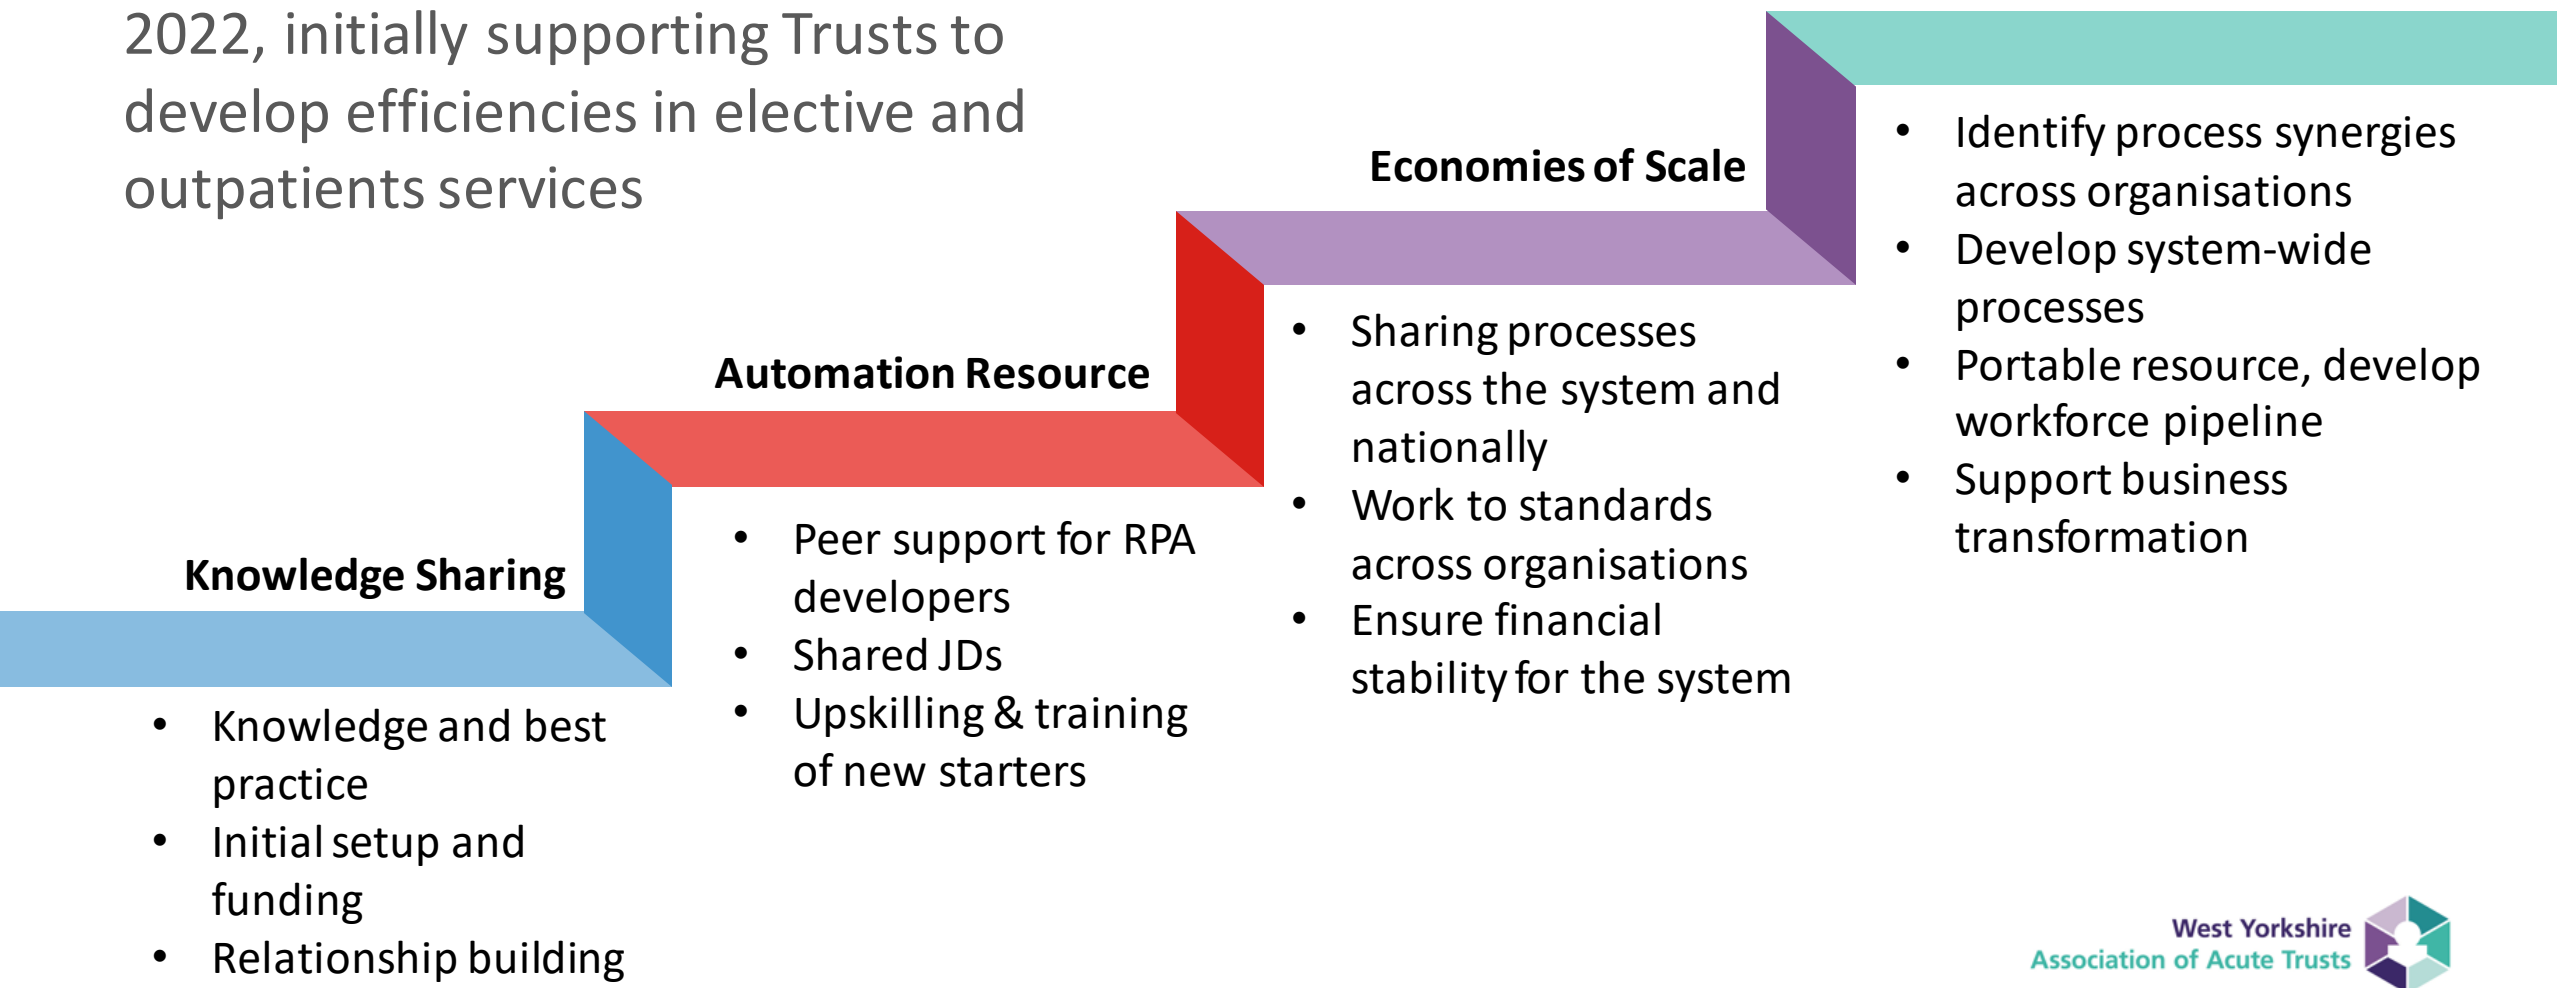 2022, initially supporting Trusts to
develop efficiencies in elective and
outpatients services
Knowledge Sharing
• Knowledge and best
practice
• Initial setup and
funding
• Relationship building
Automation Resource
• Peer support for RPA
developers
• Shared JDs
• Upskilling & training
of new starters
Economies of Scale
• Sharing processes
across the system and
nationally
• Work to standards
across organisations
• Ensure financial
stability for the system
• Identify process synergies
across organisations
• Develop system-wide
processes
• Portable resource, develop
workforce pipeline
• Support business
transformation
West Yorkshire
Association of Acute Trusts